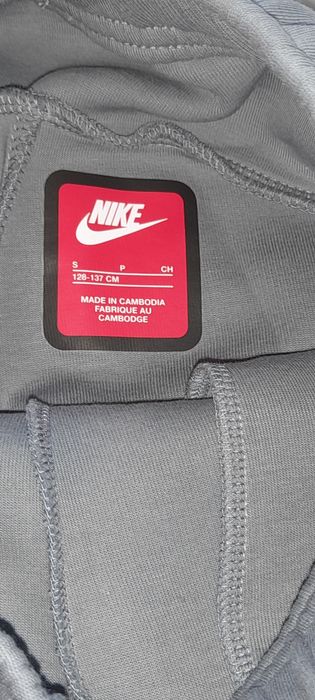 NIKE
S P CH
128-137 CM
MADE IN CAMBODIA
FABRIQUE AU
CAMBODGE